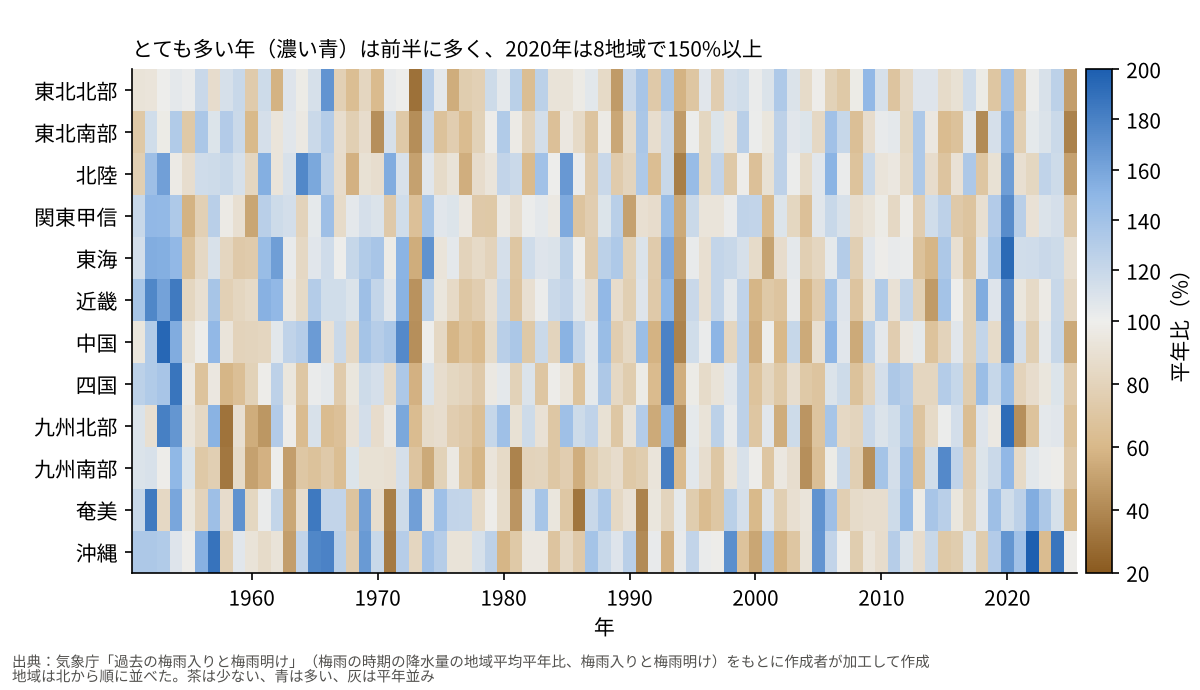 とても多い年（濃い青）は前半に多く、2020年は8地域で150%以上
東北北部
東北南部
北陸
関東甲信
東海
近畿
中国
四国
九州北部
九州南部
奄美
沖縄
1960
1970
1980
1990
2000
2010
2020
年
200
180
160
140
120
100
80
60
40
20
平年比（%）
出典：気象庁「過去の梅雨入りと梅雨明け」（梅雨の時期の降水量の地域平均平年比、梅雨入りと梅雨明け）をもとに作成者が加工して作成
地域は北から順に並べた。茶は少ない、青は多い、灰は平年並み